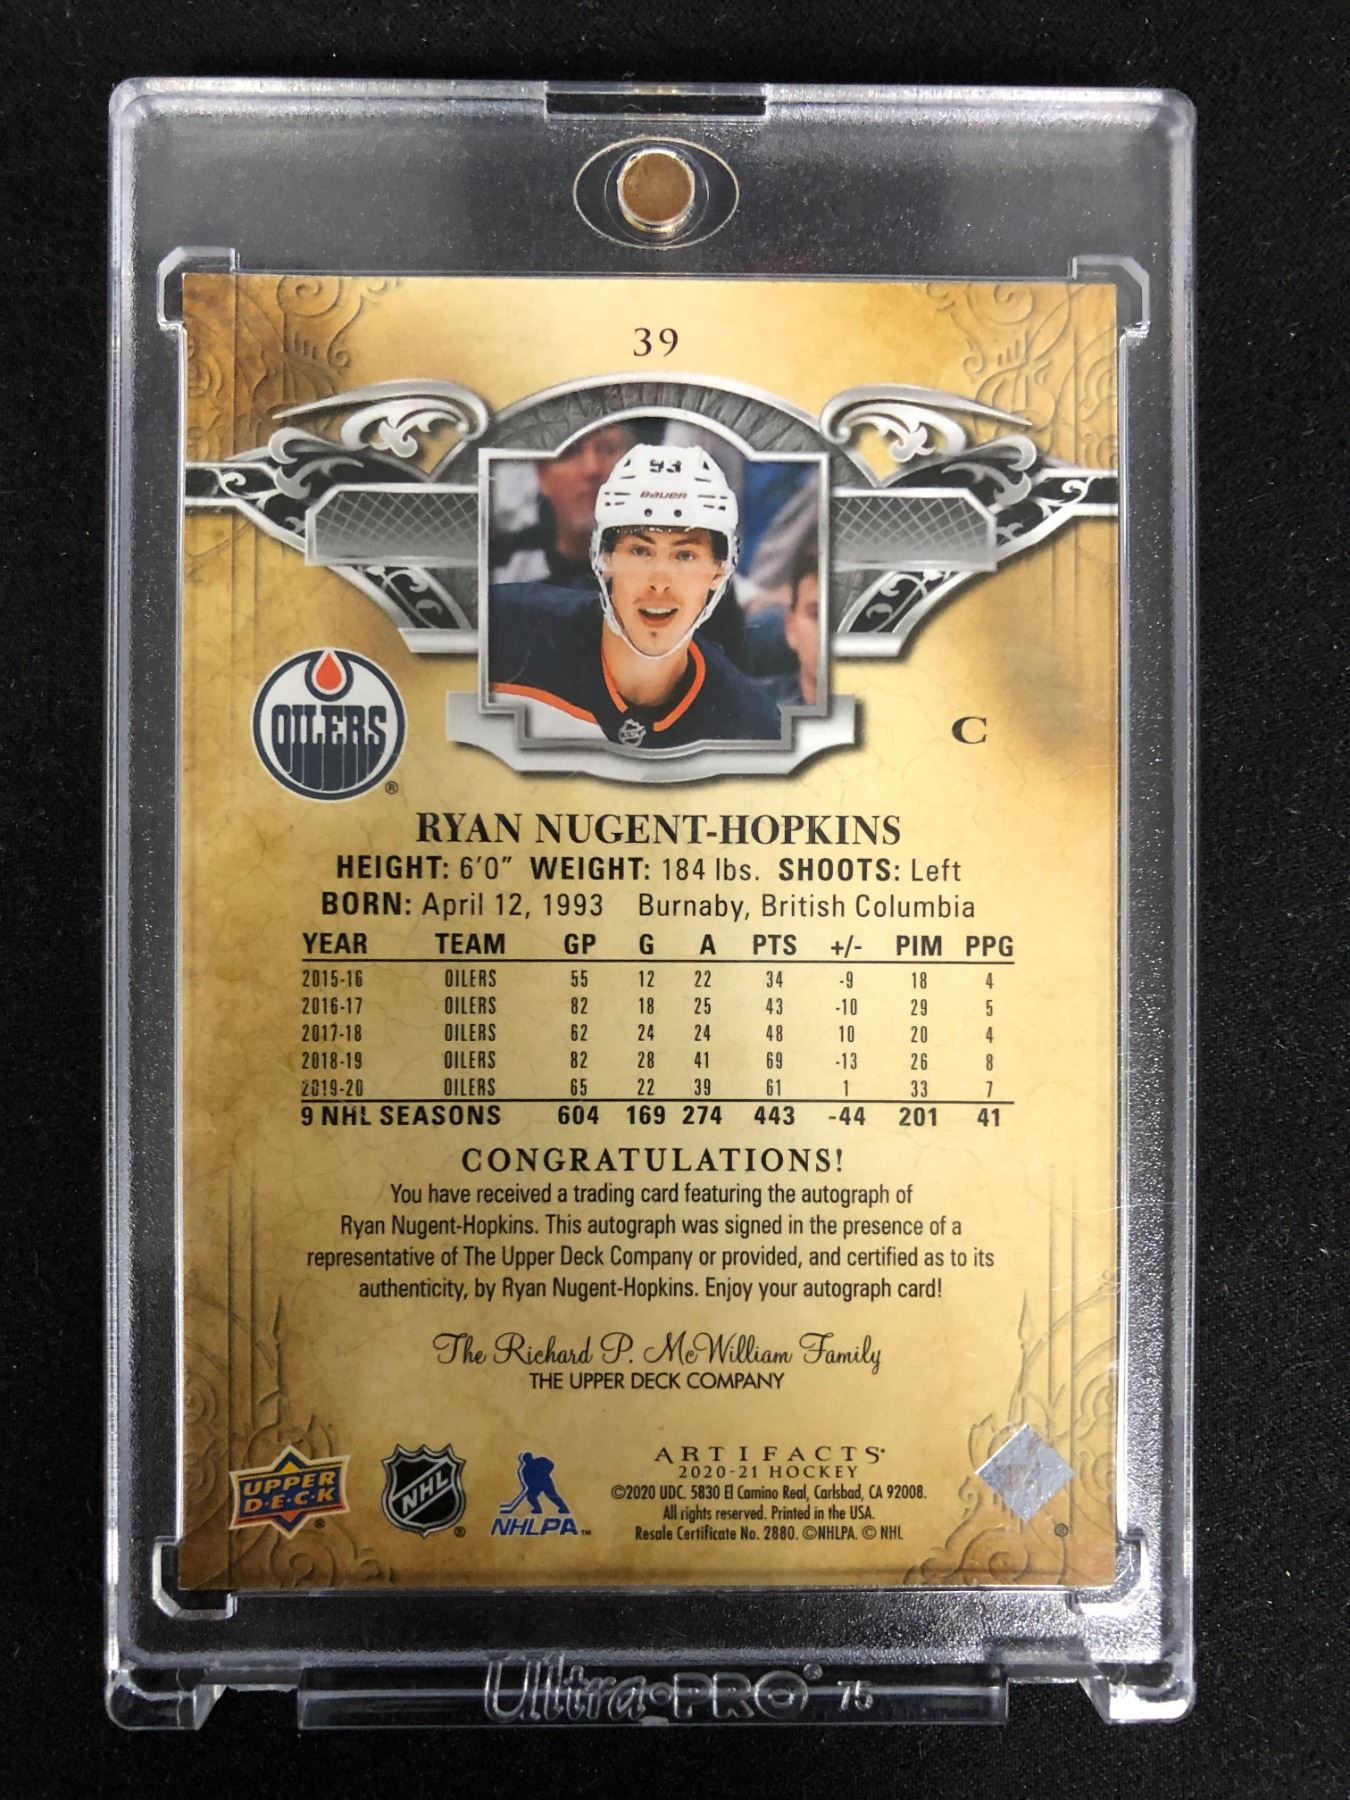 39
93
BAUER
OILERS
®
C
RYAN NUGENT-HOPKINS
HEIGHT: 6'0" WEIGHT: 184 lbs. SHOOTS: Left
BORN: April 12, 1993 Burnaby, British Columbia
YEAR TEAM GP G A PTS +/- PIM PPG
2015-16 OILERS 55 12 22 34 -9 18 4
2016-17 OILERS 82 18 25 43 -10 29 5
2017-18 OILERS 62 24 24 48 10 20 4
2018-19 OILERS 82 28 41 69 -13 26 8
2019-20 OILERS 65 22 39 61 1 33 7
9 NHL SEASONS 604 169 274 443 -44 201 41
CONGRATULATIONS!
You have received a trading card featuring the autograph of
Ryan Nugent-Hopkins. This autograph was signed in the presence of a
representative of The Upper Deck Company or provided, and certified as to its
authenticity, by Ryan Nugent-Hopkins. Enjoy your autograph card!
The Richard P. McWilliam Family
THE UPPER DECK COMPANY
UPPER
D·E·C·K
®
NHL
®
NHLPA™
ARTIFACTS®
2020-21 HOCKEY
©2020 UDC. 5830 El Camino Real, Carlsbad, CA 92008.
All rights reserved. Printed in the USA.
Resale Certificate No. 2880. ©NHLPA. © NHL
®
Ultra·PRO® 75